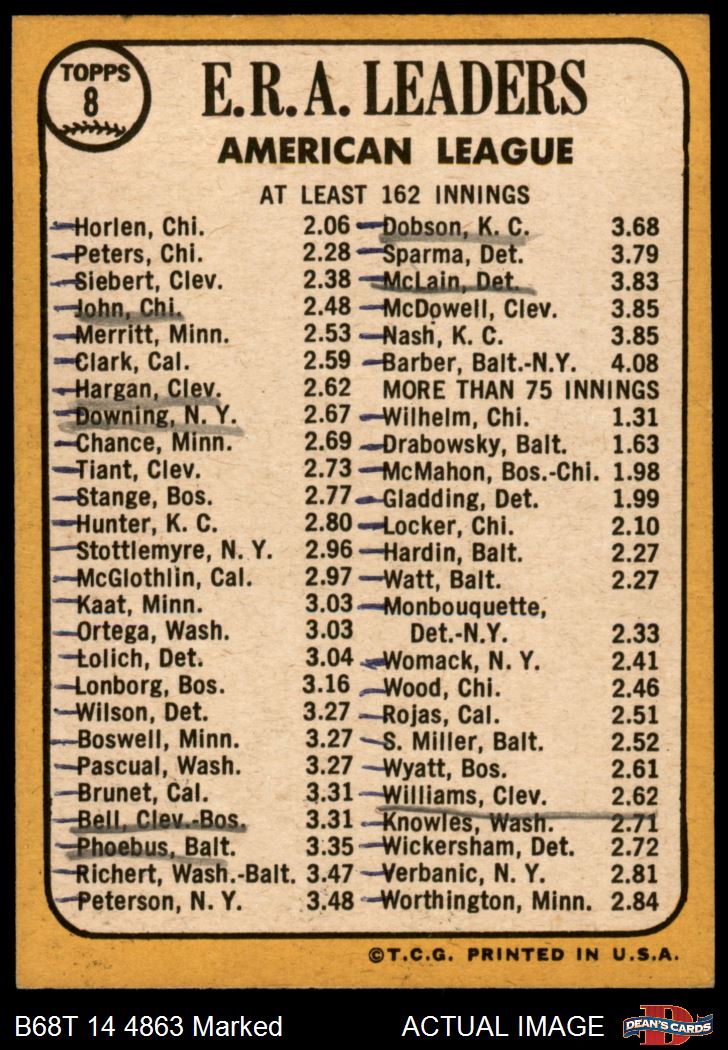 TOPPS
8
E.R.A. LEADERS
AMERICAN LEAGUE
AT LEAST 162 INNINGS
Horlen, Chi. 2.06
Peters, Chi. 2.28
Siebert, Clev. 2.38
John, Chi. 2.48
Merritt, Minn. 2.53
Clark, Cal. 2.59
Hargan, Clev. 2.62
Downing, N. Y. 2.67
Chance, Minn. 2.69
Tiant, Clev. 2.73
Stange, Bos. 2.77
Hunter, K. C. 2.80
Stottlemyre, N. Y. 2.96
McGlothlin, Cal. 2.97
Kaat, Minn. 3.03
Ortega, Wash. 3.03
Lolich, Det. 3.04
Lonborg, Bos. 3.16
Wilson, Det. 3.27
Boswell, Minn. 3.27
Pascual, Wash. 3.27
Brunet, Cal. 3.31
Bell, Clev.-Bos. 3.31
Phoebus, Balt. 3.35
Richert, Wash.-Balt. 3.47
Peterson, N. Y. 3.48
Dobson, K. C. 3.68
Sparma, Det. 3.79
McLain, Det. 3.83
McDowell, Clev. 3.85
Nash, K. C. 3.85
Barber, Balt.-N.Y. 4.08
MORE THAN 75 INNINGS
Wilhelm, Chi. 1.31
Drabowsky, Balt. 1.63
McMahon, Bos.-Chi. 1.98
Gladding, Det. 1.99
Locker, Chi. 2.10
Hardin, Balt. 2.27
Watt, Balt. 2.27
Monbouquette,
Det.-N.Y. 2.33
Womack, N. Y. 2.41
Wood, Chi. 2.46
Rojas, Cal. 2.51
S. Miller, Balt. 2.52
Wyatt, Bos. 2.61
Williams, Clev. 2.62
Knowles, Wash. 2.71
Wickersham, Det. 2.72
Verbanic, N. Y. 2.81
Worthington, Minn. 2.84
©T.C.G. PRINTED IN U.S.A.
B68T 14 4863 Marked
ACTUAL IMAGE
DEAN'S CARDS